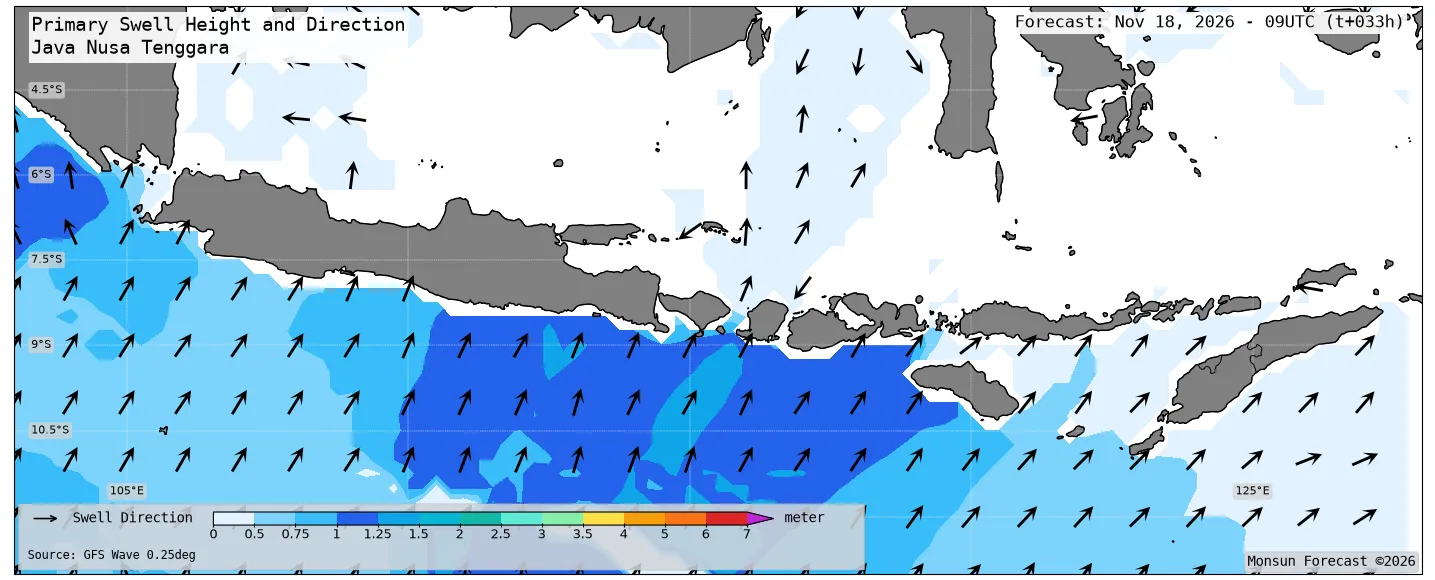 Primary Swell Height and Direction
Java Nusa Tenggara
Forecast: Nov 18, 2026 - 09UTC (t+033h)
4.5°S
6°S
7.5°S
9°S
10.5°S
105°E
125°E
Swell Direction
0 0.5 0.75 1 1.25 1.5 2 2.5 3 3.5 4 5 6 7
meter
Source: GFS Wave 0.25deg
Monsun Forecast ©2026